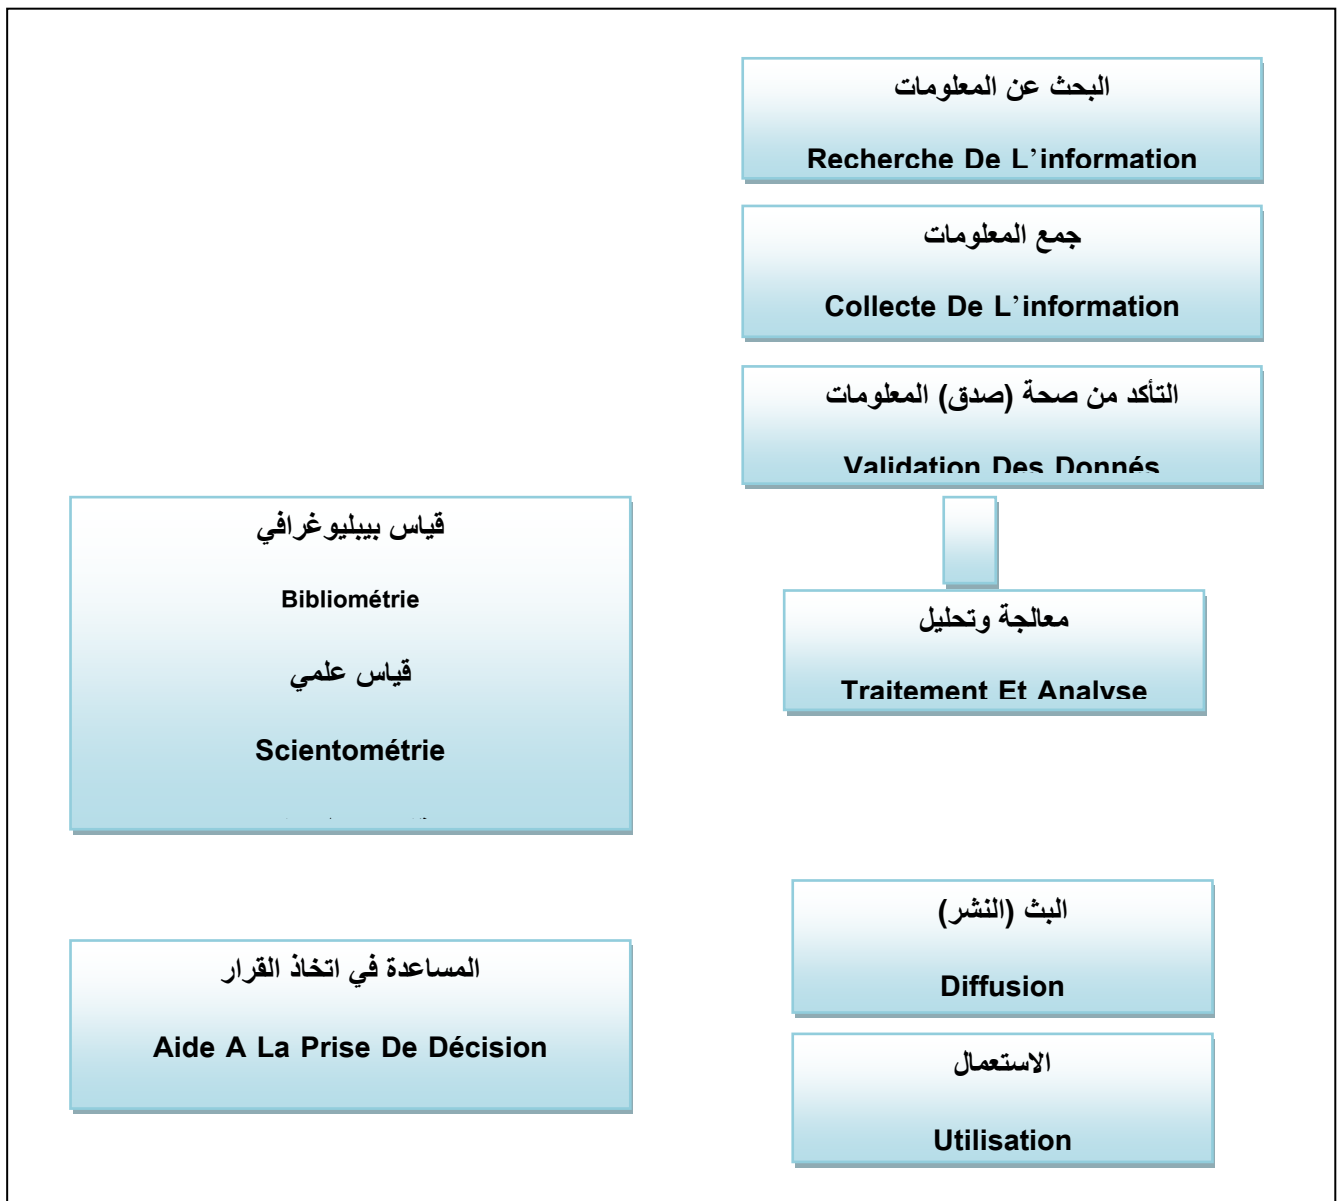 البحث عن المعلومات
Recherche De L’information
جمع المعلومات
Collecte De L’information
التأكد من صحة (صدق) المعلومات
Validation Des Donnés
معالجة وتحليل
Traitement Et Analyse
قياس بيبليوغرافي
Bibliométrie
قياس علمي
Scientométrie
البث (النشر)
Diffusion
الاستعمال
Utilisation
المساعدة في اتخاذ القرار
Aide A La Prise De Décision